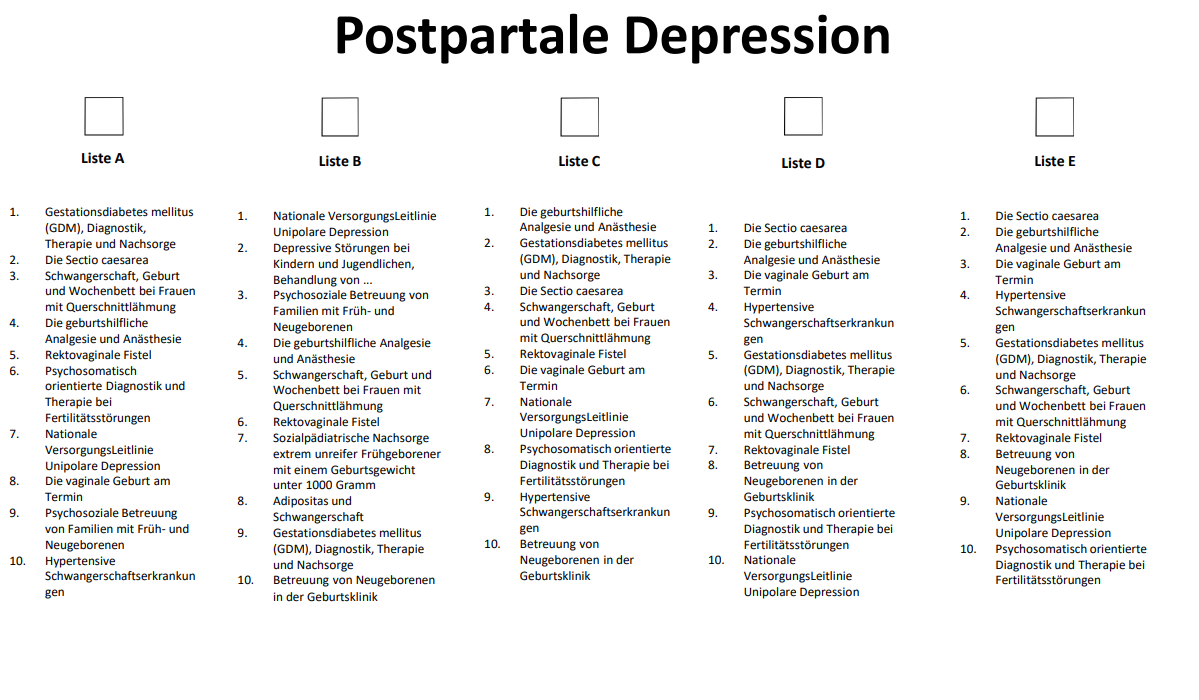 Postpartale Depression
Liste A
1. Gestationsdiabetes mellitus
(GDM), Diagnostik,
Therapie und Nachsorge
2. Die Sectio caesarea
3. Schwangerschaft, Geburt
und Wochenbett bei Frauen
mit Querschnittlähmung
4. Die geburtshilfliche
Analgesie und Anästhesie
5. Rektovaginale Fistel
6. Psychosomatisch
orientierte Diagnostik und
Therapie bei
Fertilitätsstörungen
7. Nationale
VersorgungsLeitlinie
Unipolare Depression
8. Die vaginale Geburt am
Termin
9. Psychosoziale Betreuung
von Familien mit Früh- und
Neugeborenen
10. Hypertensive
Schwangerschaftserkrankun
gen
Liste B
1. Nationale VersorgungsLeitlinie
Unipolare Depression
2. Depressive Störungen bei
Kindern und Jugendlichen,
Behandlung von ...
3. Psychosoziale Betreuung von
Familien mit Früh- und
Neugeborenen
4. Die geburtshilfliche Analgesie
und Anästhesie
5. Schwangerschaft, Geburt und
Wochenbett bei Frauen mit
Querschnittlähmung
6. Rektovaginale Fistel
7. Sozialpädiatrische Nachsorge
extrem unreifer Frühgeborener
mit einem Geburtsgewicht
unter 1000 Gramm
8. Adipositas und
Schwangerschaft
9. Gestationsdiabetes mellitus
(GDM), Diagnostik, Therapie
und Nachsorge
10. Betreuung von Neugeborenen
in der Geburtsklinik
Liste C
1. Die geburtshilfliche
Analgesie und Anästhesie
2. Gestationsdiabetes mellitus
(GDM), Diagnostik, Therapie
und Nachsorge
3. Die Sectio caesarea
4. Schwangerschaft, Geburt
und Wochenbett bei Frauen
mit Querschnittlähmung
5. Rektovaginale Fistel
6. Die vaginale Geburt am
Termin
7. Nationale
VersorgungsLeitlinie
Unipolare Depression
8. Psychosomatisch orientierte
Diagnostik und Therapie bei
Fertilitätsstörungen
9. Hypertensive
Schwangerschaftserkrankun
gen
10. Betreuung von
Neugeborenen in der
Geburtsklinik
Liste D
1. Die Sectio caesarea
2. Die geburtshilfliche
Analgesie und Anästhesie
3. Die vaginale Geburt am
Termin
4. Hypertensive
Schwangerschaftserkrankun
gen
5. Gestationsdiabetes mellitus
(GDM), Diagnostik, Therapie
und Nachsorge
6. Schwangerschaft, Geburt
und Wochenbett bei Frauen
mit Querschnittlähmung
7. Rektovaginale Fistel
8. Betreuung von
Neugeborenen in der
Geburtsklinik
9. Psychosomatisch orientierte
Diagnostik und Therapie bei
Fertilitätsstörungen
10. Nationale
VersorgungsLeitlinie
Unipolare Depression
Liste E
1. Die Sectio caesarea
2. Die geburtshilfliche
Analgesie und Anästhesie
3. Die vaginale Geburt am
Termin
4. Hypertensive
Schwangerschaftserkrankun
gen
5. Gestationsdiabetes mellitus
(GDM), Diagnostik, Therapie
und Nachsorge
6. Schwangerschaft, Geburt
und Wochenbett bei Frauen
mit Querschnittlähmung
7. Rektovaginale Fistel
8. Betreuung von
Neugeborenen in der
Geburtsklinik
9. Nationale
VersorgungsLeitlinie
Unipolare Depression
10. Psychosomatisch orientierte
Diagnostik und Therapie bei
Fertilitätsstörungen